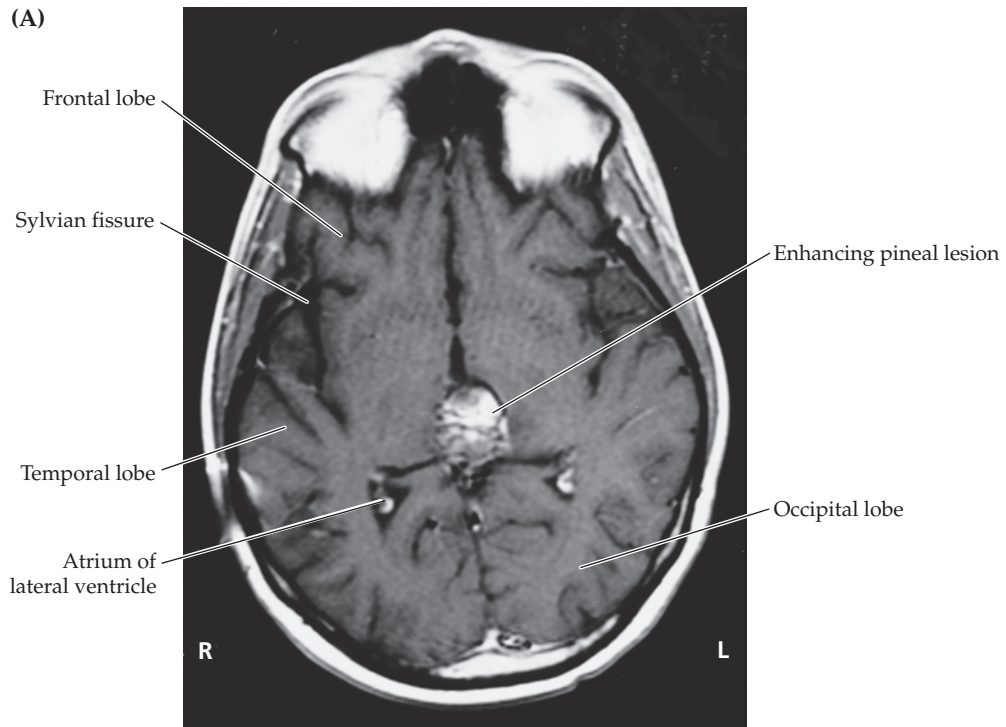 (A)
Frontal lobe
Sylvian fissure
Enhancing pineal lesion
Temporal lobe
Occipital lobe
Atrium of
lateral ventricle
R
L